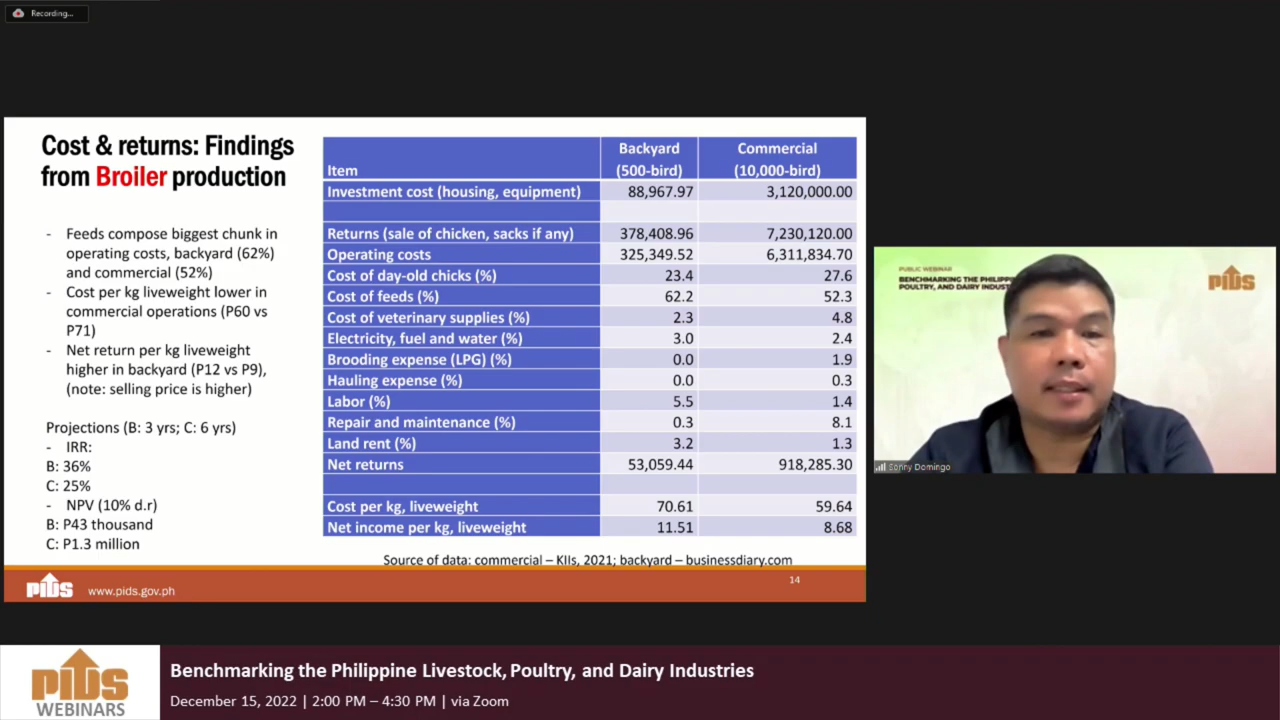 Recording...
Cost & returns: Findings
from Broiler production
- Feeds compose biggest chunk in
operating costs, backyard (62%)
and commercial (52%)
- Cost per kg liveweight lower in
commercial operations (P60 vs
P71)
- Net return per kg liveweight
higher in backyard (P12 vs P9),
(note: selling price is higher)
Projections (B: 3 yrs; C: 6 yrs)
- IRR:
B: 36%
C: 25%
- NPV (10% d.r)
B: P43 thousand
C: P1.3 million
Item Backyard (500-bird) Commercial (10,000-bird)
Investment cost (housing, equipment) 88,967.97 3,120,000.00
Returns (sale of chicken, sacks if any) 378,408.96 7,230,120.00
Operating costs 325,349.52 6,311,834.70
Cost of day-old chicks (%) 23.4 27.6
Cost of feeds (%) 62.2 52.3
Cost of veterinary supplies (%) 2.3 4.8
Electricity, fuel and water (%) 3.0 2.4
Brooding expense (LPG) (%) 0.0 1.9
Hauling expense (%) 0.0 0.3
Labor (%) 5.5 1.4
Repair and maintenance (%) 0.3 8.1
Land rent (%) 3.2 1.3
Net returns 53,059.44 918,285.30
Cost per kg, liveweight 70.61 59.64
Net income per kg, liveweight 11.51 8.68
Source of data: commercial – KIIs, 2021; backyard – businessdiary.com
14
PIDS www.pids.gov.ph
PUBLIC WEBINAR
BENCHMARKING THE PHILIPP
POULTRY, AND DAIRY INDUST
PIDS
Sonny Domingo
PIDS
WEBINARS
Benchmarking the Philippine Livestock, Poultry, and Dairy Industries
December 15, 2022 | 2:00 PM – 4:30 PM | via Zoom